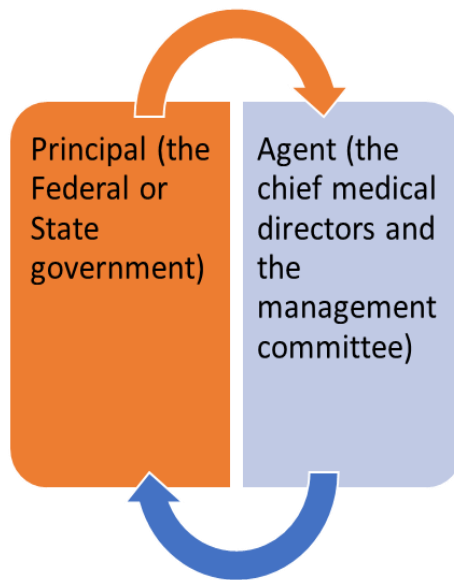 Principal (the
Federal or
State
government)
Agent (the
chief medical
directors and
the
management
committee)